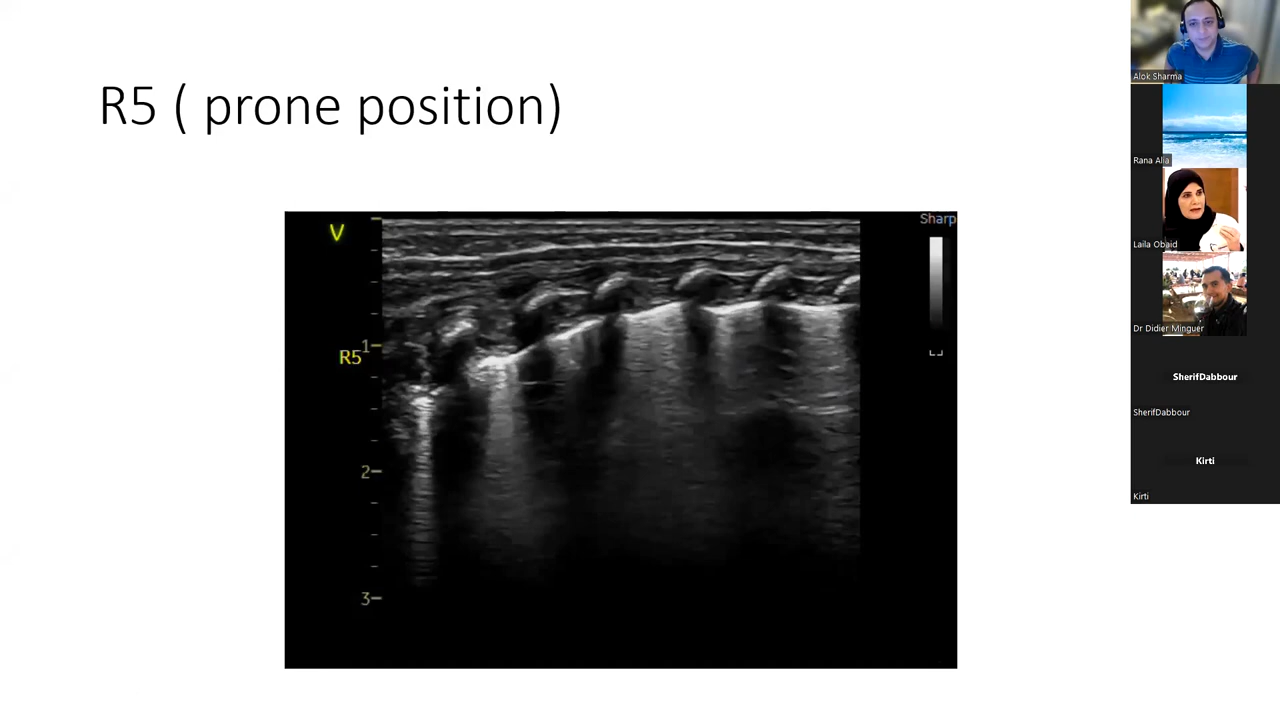 R5 ( prone position)
V
Sharp
R5
1
2
3
Alok Sharma
Rana Alia
Laila Obaid
Dr Didier Minguer
SherifDabbour
SherifDabbour
Kirti
Kirti